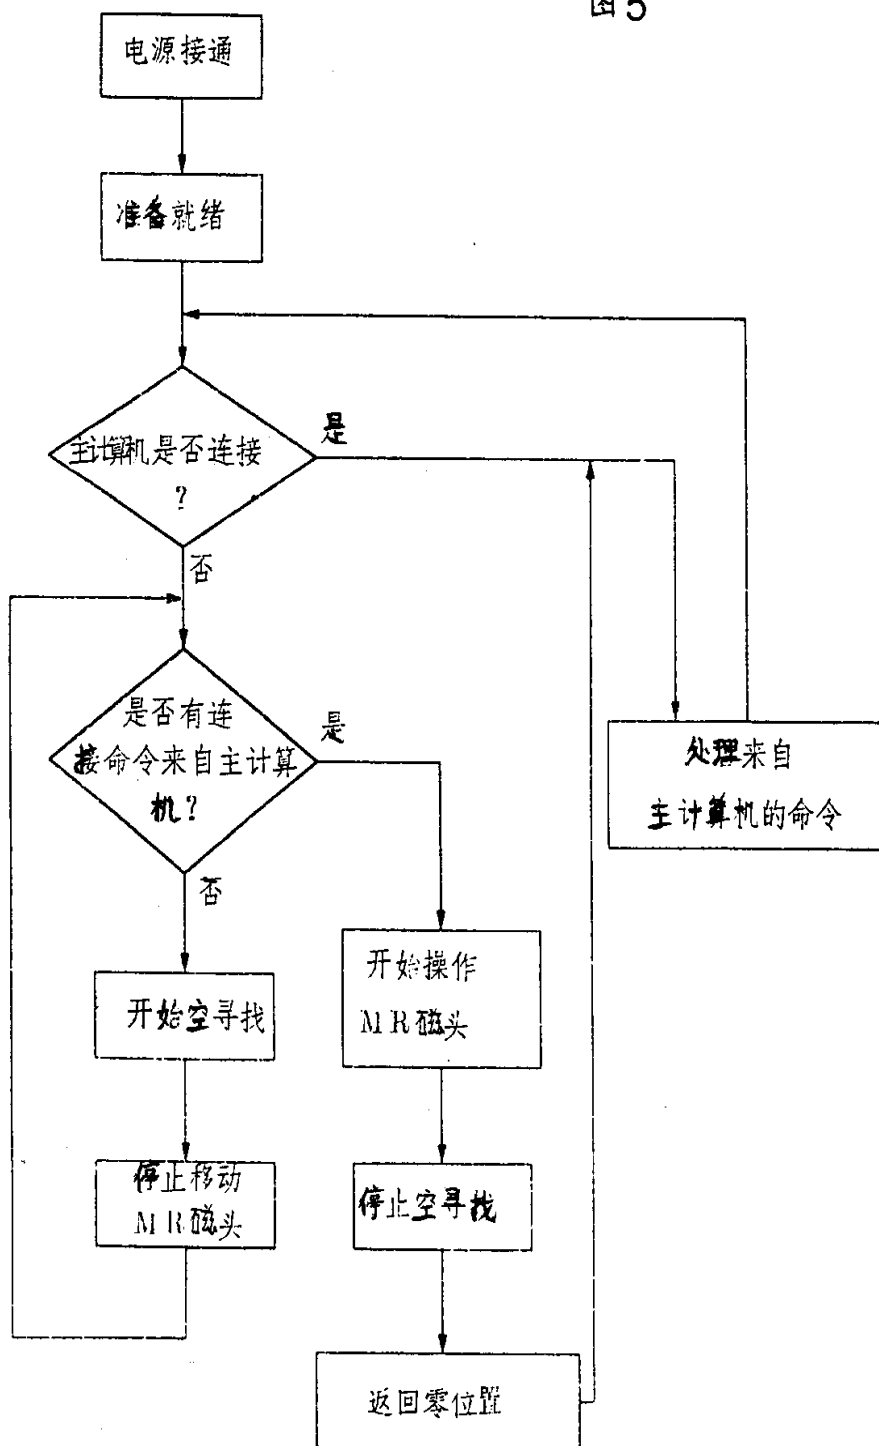 图5
电源接通
准备就绪
主计算机是否连接
?
是
否
是否有连
接命令来自主计算
机?
是
否
处理来自
主计算机的命令
开始操作
MR磁头
开始空寻找
停止移动
MR磁头
停止空寻找
返回零位置